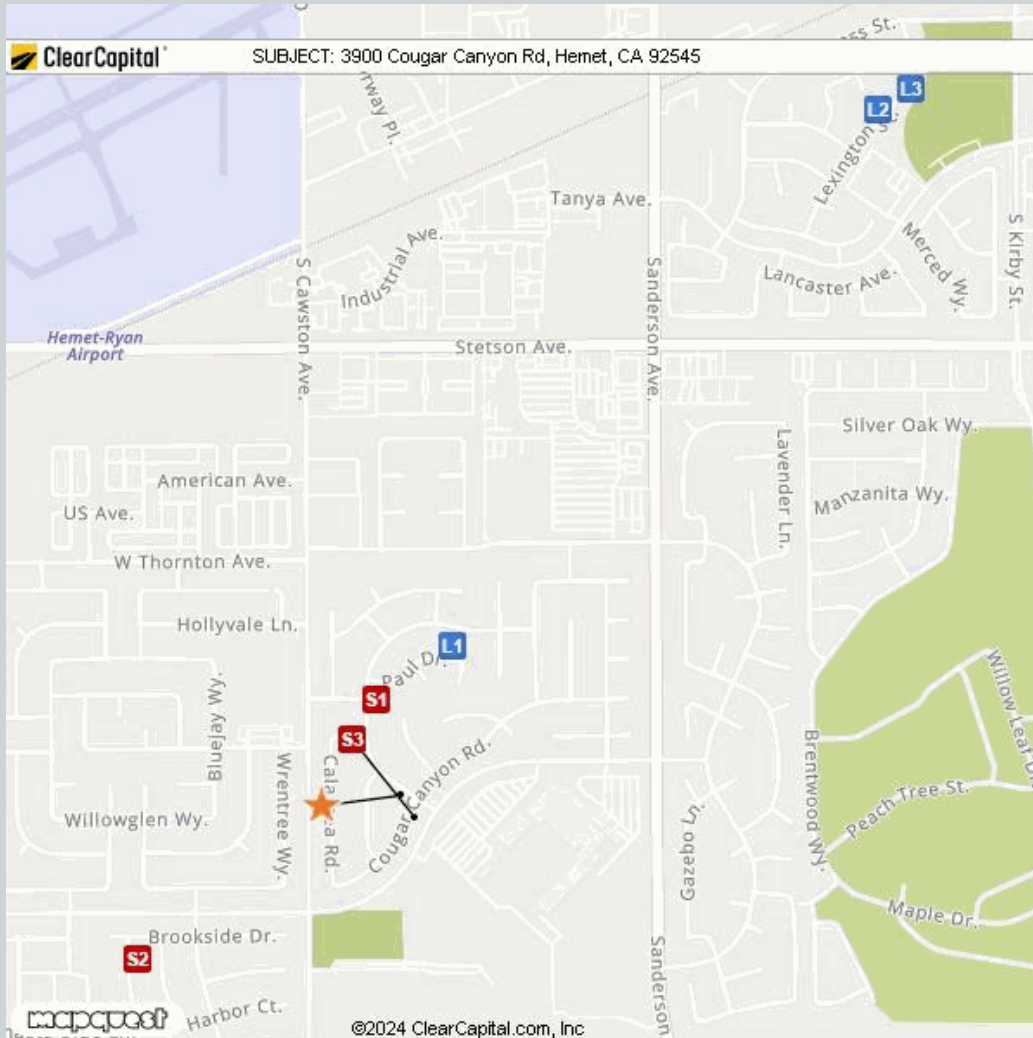 ClearCapital
SUBJECT: 3900 Cougar Canyon Rd, Hemet, CA 92545
L3
L2
Lexington St.
Tanya Ave.
S Kirby St.
Merced Wy.
Industrial Ave.
S Cawston Ave.
Sanderson Ave.
Lancaster Ave.
Hemet-Ryan
Airport
Stetson Ave.
Silver Oak Wy.
Lavender Ln.
American Ave.
Manzanita Wy.
US Ave.
W Thornton Ave.
Hollyvale Ln.
L1
Paul Dr.
S1
Bluejay Wy.
S3
Cougar Canyon Rd.
Wrentree Wy.
Rd.
Brentwood Wy.
Peach Tree St.
Willowglen Wy.
Gazebo Ln.
Maple Dr.
Brookside Dr.
S2
Sanderson
Harbor Ct.
mapquest
©2024 ClearCapital.com, Inc